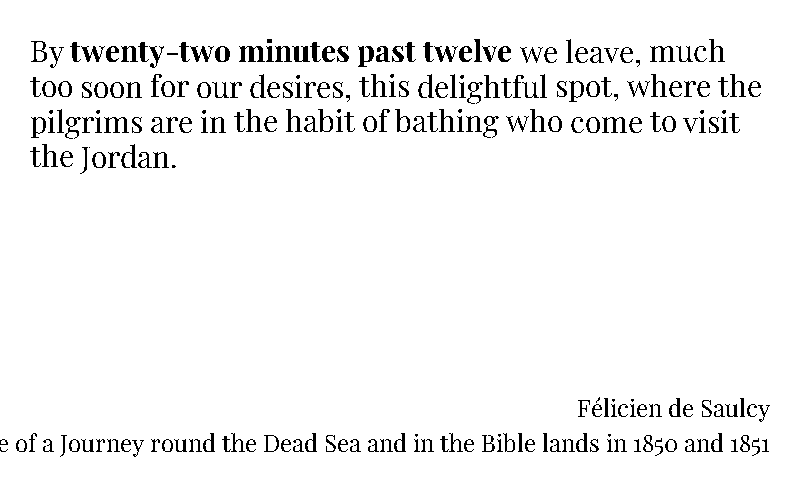 By twenty-two minutes past twelve we leave, much
too soon for our desires, this delightful spot, where the
pilgrims are in the habit of bathing who come to visit
the Jordan.
Félicien de Saulcy
of a Journey round the Dead Sea and in the Bible lands in 1850 and 1851